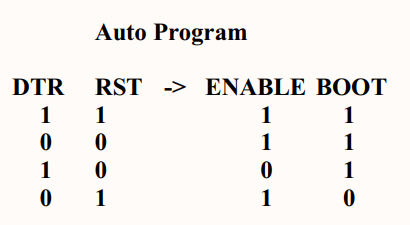 Auto Program
DTR RST -> ENABLE BOOT
1 1 1 1
0 0 1 1
1 0 0 1
0 1 1 0